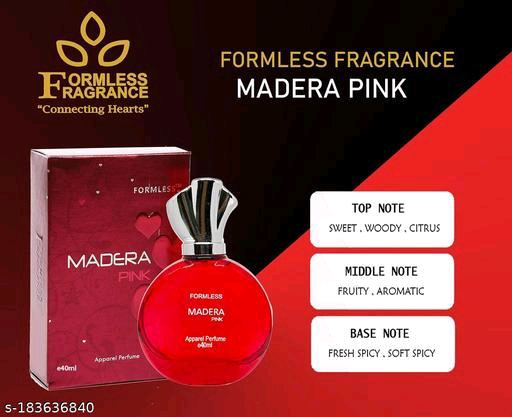 FORMLESS
FRAGRANCE
"Connecting Hearts"
FORMLESS FRAGRANCE
MADERA PINK
FORMLESS™
MADERA
PINK
e40ml
Apparel Perfume
FORMLESS
MADERA
PINK
Apparel Perfume
e40ml
TOP NOTE
SWEET , WOODY , CITRUS
MIDDLE NOTE
FRUITY , AROMATIC
BASE NOTE
FRESH SPICY , SOFT SPICY
s-183636840